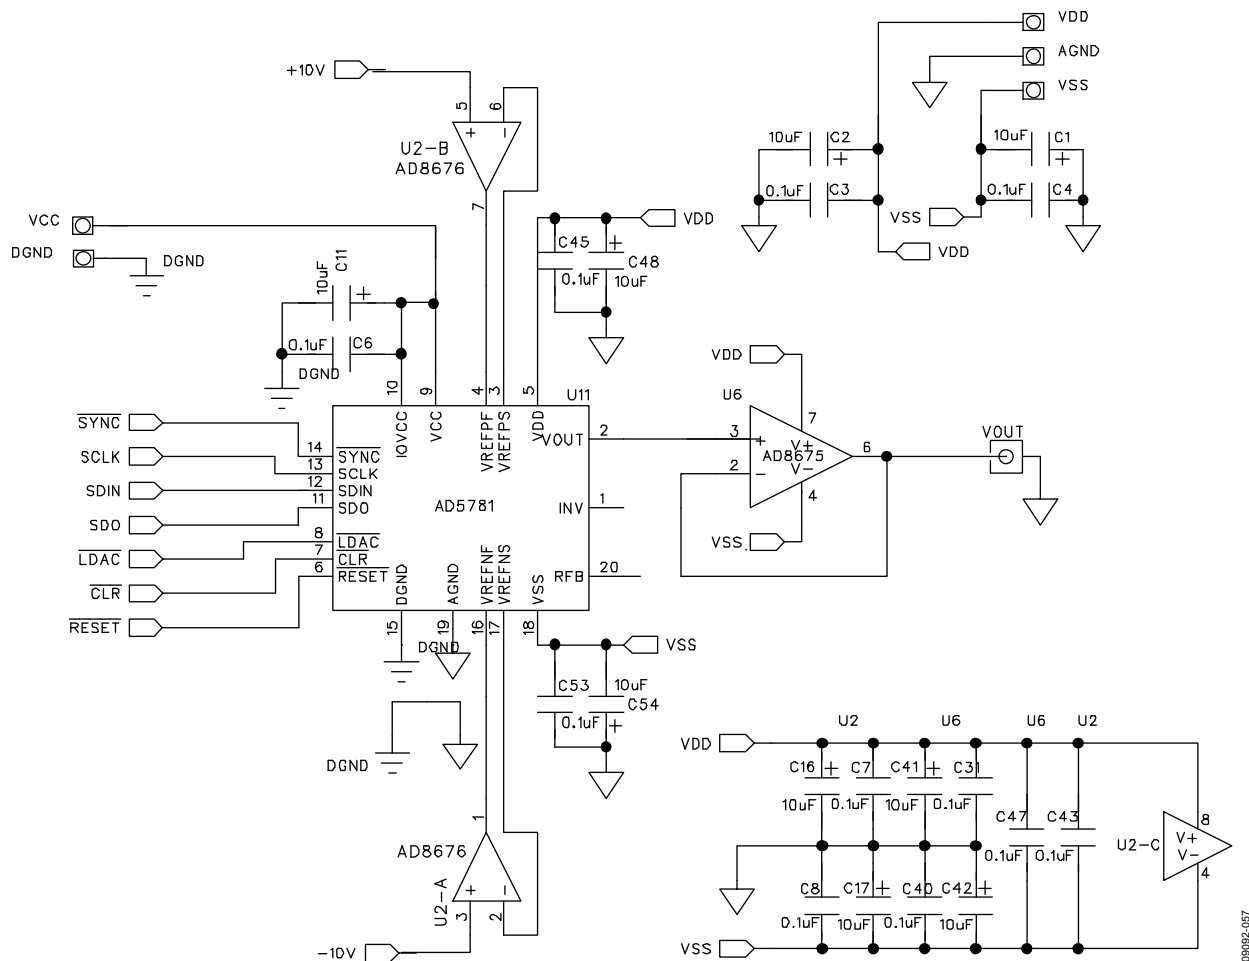 VDD
AGND
VSS
+10V
5
6
U2-B
AD8676
7
10uF
C2
+
0.1uF
C3
VDD
10uF
C1
+
0.1uF
C4
VSS
VCC
DGND
DGND
10uF
C11
+
0.1uF
C6
DGND
C45
0.1uF
+
C48
10uF
VDD
10
9
4
3
5
U11
IOVCC
VCC
VREFPF
VREFPS
VDD
SYNC
SCLK
SDIN
SDO
LDAC
CLR
RESET
14
13
12
11
8
7
6
SYNC
SCLK
SDIN
SDO
LDAC
CLR
RESET
AD5781
VOUT
2
INV
1
RFB
20
DGND
AGND
VREFNF
VREFNS
VSS
15
19
16
17
18
DGND
VDD
U6
7
3
+
2
-
V+
AD8675
V-
4
6
VSS
VOUT
VSS
C53
0.1uF
10uF
C54
+
DGND
1
AD8676
U2-A
+
-
3
2
-10V
U2
U6
U6
U2
VDD
C16
+
10uF
C7
0.1uF
C41
+
10uF
C31
0.1uF
C47
0.1uF
C43
0.1uF
U2-C
8
V+
V-
4
C8
0.1uF
C17
+
10uF
C40
0.1uF
C42
+
10uF
VSS
09092-057